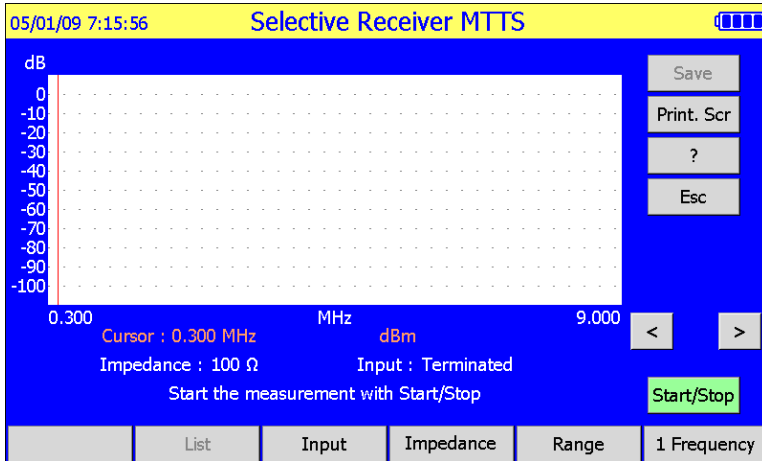 05/01/09 7:15:56 Selective Receiver MTTS
dB
0
-10
-20
-30
-40
-50
-60
-70
-80
-90
-100
0.300 MHz 9.000
Cursor : 0.300 MHz dBm
Impedance : 100 Ω Input : Terminated
Start the measurement with Start/Stop
Save
Print. Scr
?
Esc
< >
Start/Stop
List Input Impedance Range 1 Frequency